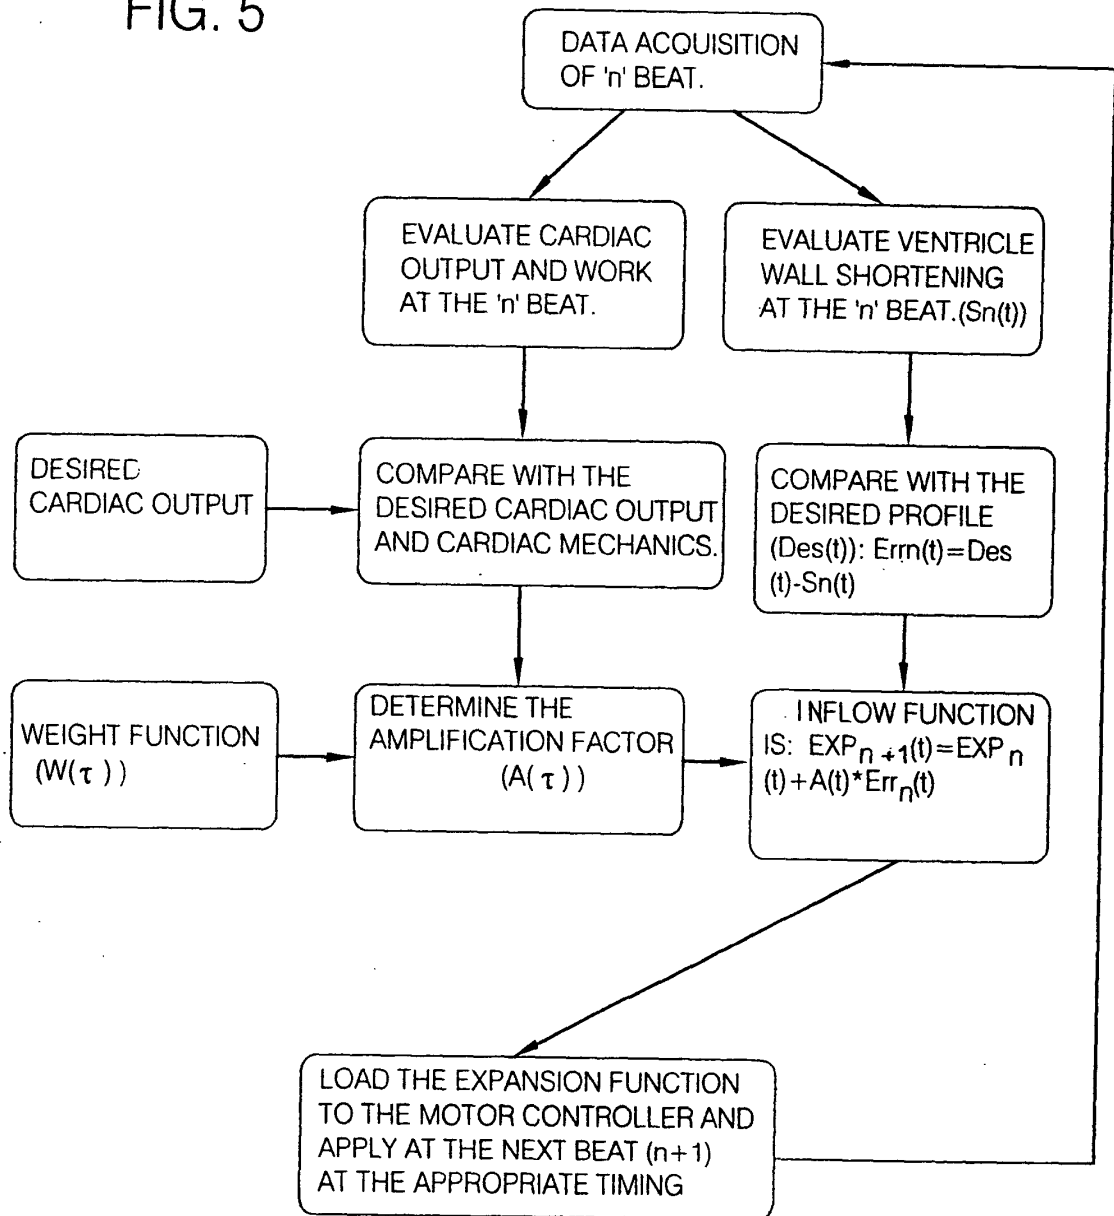 FIG. 5
DATA ACQUISITION
OF 'n' BEAT.
EVALUATE CARDIAC
OUTPUT AND WORK
AT THE 'n' BEAT.
EVALUATE VENTRICLE
WALL SHORTENING
AT THE 'n' BEAT.(Sn(t))
DESIRED
CARDIAC OUTPUT
COMPARE WITH THE
DESIRED CARDIAC OUTPUT
AND CARDIAC MECHANICS.
COMPARE WITH THE
DESIRED PROFILE
(Des(t)): Errn(t)=Des
(t)-Sn(t)
WEIGHT FUNCTION
(W(τ))
DETERMINE THE
AMPLIFICATION FACTOR
(A(τ))
INFLOW FUNCTION
IS: EXPn+1(t)=EXPn
(t)+A(t)*Errn(t)
LOAD THE EXPANSION FUNCTION
TO THE MOTOR CONTROLLER AND
APPLY AT THE NEXT BEAT (n+1)
AT THE APPROPRIATE TIMING